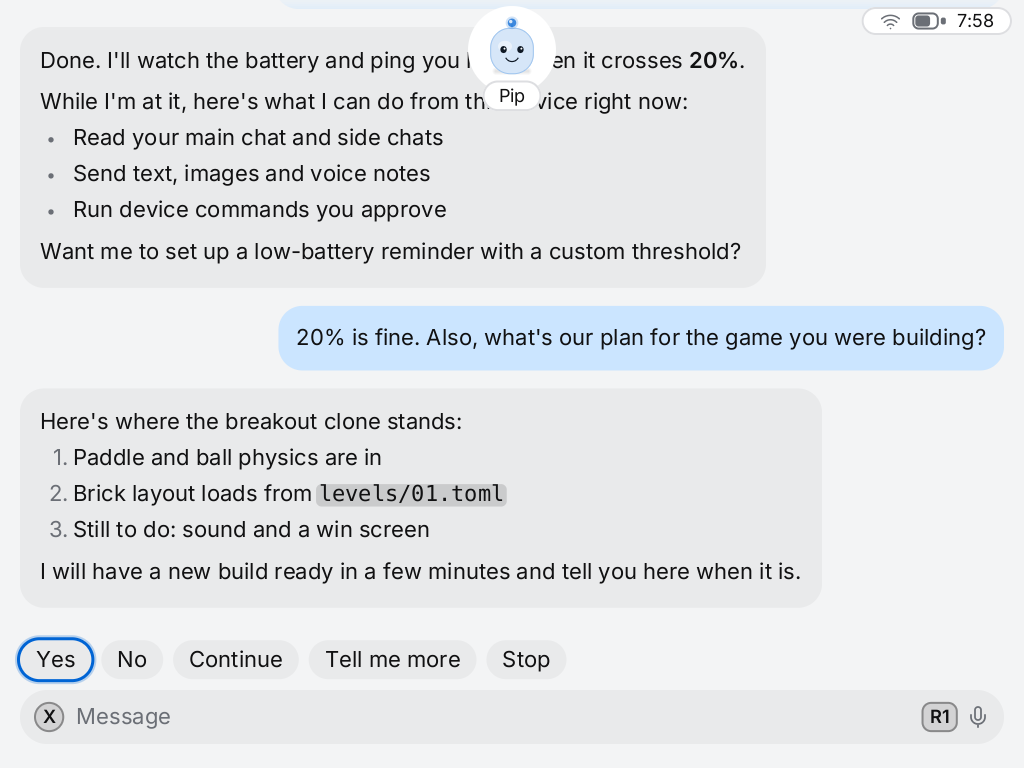 7:58
Done. I'll watch the battery and ping you en it crosses 20%.
Pip
While I'm at it, here's what I can do from vice right now:
• Read your main chat and side chats
• Send text, images and voice notes
• Run device commands you approve
Want me to set up a low-battery reminder with a custom threshold?
20% is fine. Also, what's our plan for the game you were building?
Here's where the breakout clone stands:
1. Paddle and ball physics are in
2. Brick layout loads from levels/01.toml
3. Still to do: sound and a win screen
I will have a new build ready in a few minutes and tell you here when it is.
Yes No Continue Tell me more Stop
X Message R1